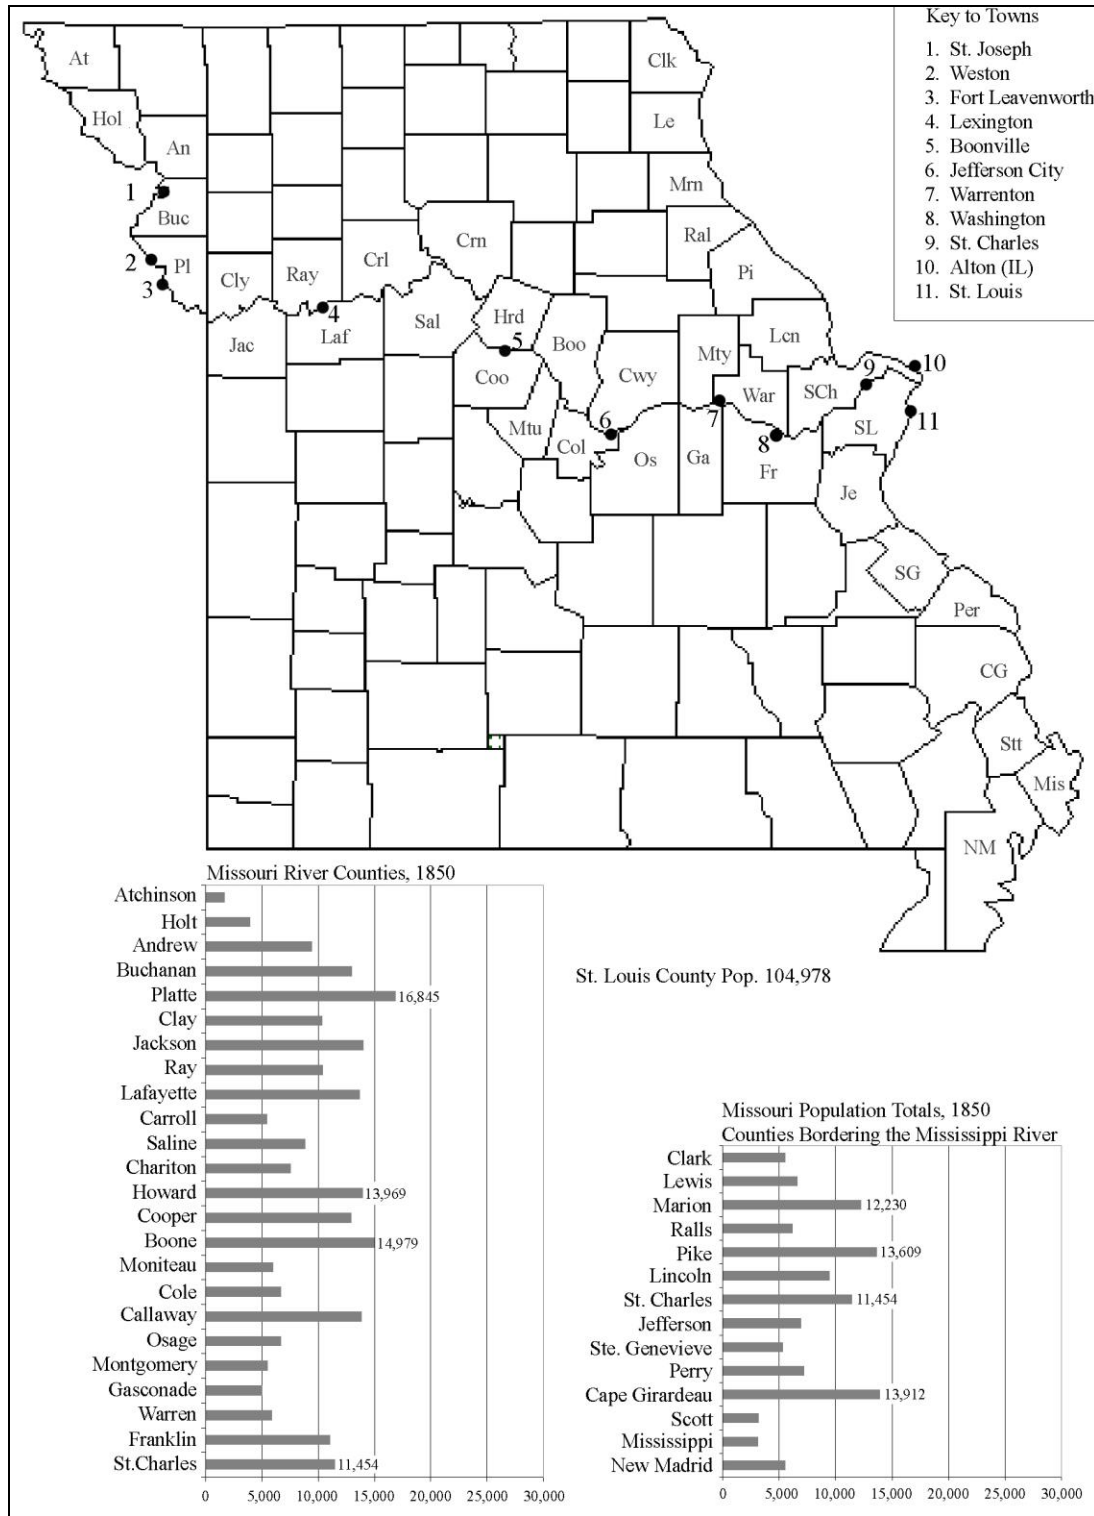 Key to Towns
1. St. Joseph
2. Weston
3. Fort Leavenworth
4. Lexington
5. Boonville
6. Jefferson City
7. Warrenton
8. Washington
9. St. Charles
10. Alton (IL)
11. St. Louis
At
Clk
Hol
Le
An
Mrn
1
Buc
Ral
Crn
2
Pl
Crl
Pi
3
Cly
Ray
4
Jac
Laf
Sal
Hrd
5
Boo
Lcn
Coo
Cwy
Mty
War
SCh
9
10
7
Mtu
6
Col
8
SL
11
Os
Ga
Fr
Je
SG
Per
CG
Stt
Mis
NM
Missouri River Counties, 1850
Atchinson
Holt
Andrew
Buchanan
Platte 16,845
Clay
Jackson
Ray
Lafayette
Carroll
Saline
Chariton
Howard 13,969
Cooper
Boone 14,979
Moniteau
Cole
Callaway
Osage
Montgomery
Gasconade
Warren
Franklin
St.Charles 11,454
0 5,000 10,000 15,000 20,000 25,000 30,000
St. Louis County Pop. 104,978
Missouri Population Totals, 1850
Counties Bordering the Mississippi River
Clark
Lewis
Marion 12,230
Ralls
Pike 13,609
Lincoln
St. Charles 11,454
Jefferson
Ste. Genevieve
Perry
Cape Girardeau 13,912
Scott
Mississippi
New Madrid
0 5,000 10,000 15,000 20,000 25,000 30,000